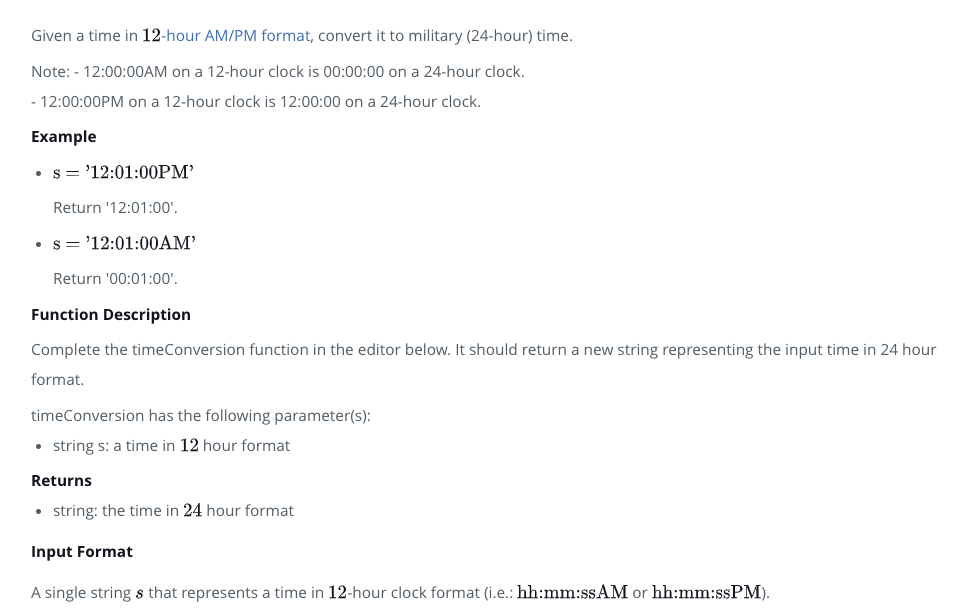 Given a time in 12-hour AM/PM format, convert it to military (24-hour) time.
Note: - 12:00:00AM on a 12-hour clock is 00:00:00 on a 24-hour clock.
- 12:00:00PM on a 12-hour clock is 12:00:00 on a 24-hour clock.
Example
• s = '12:01:00PM'
Return '12:01:00'.
• s = '12:01:00AM'
Return '00:01:00'.
Function Description
Complete the timeConversion function in the editor below. It should return a new string representing the input time in 24 hour
format.
timeConversion has the following parameter(s):
• string s: a time in 12 hour format
Returns
• string: the time in 24 hour format
Input Format
A single string s that represents a time in 12-hour clock format (i.e.: hh:mm:ssAM or hh:mm:ssPM).